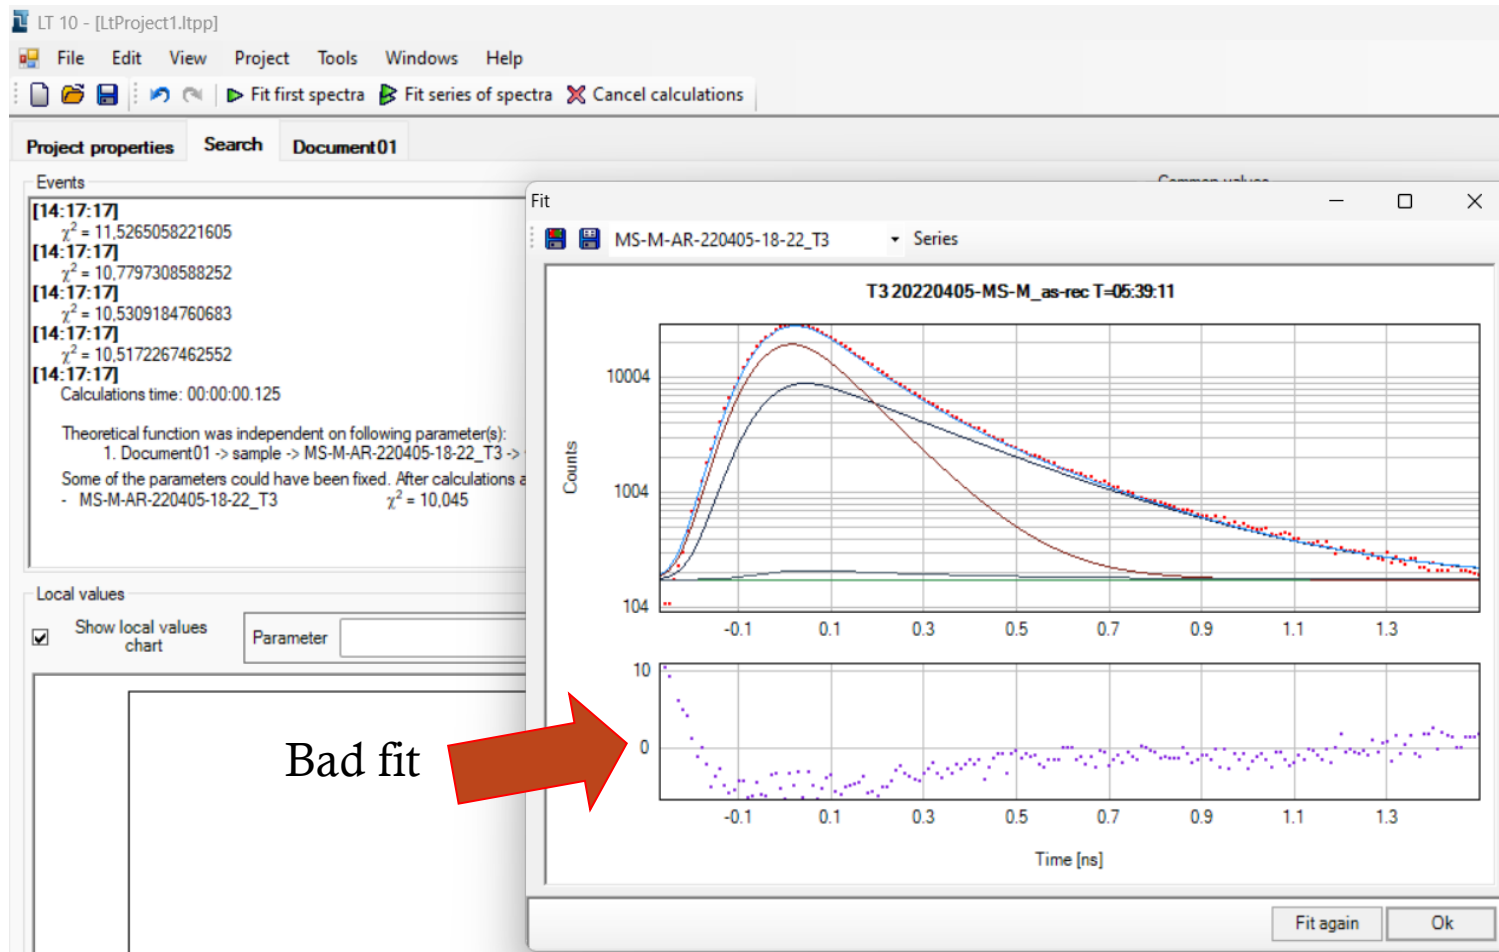 LT 10 - [LtProject1.ltpp]
File Edit View Project Tools Windows Help
Fit first spectra Fit series of spectra Cancel calculations
Project properties Search Document01
Events
[14:17:17]
χ² = 11,5265058221605
[14:17:17]
χ² = 10,7797308588252
[14:17:17]
χ² = 10,5309184760683
[14:17:17]
χ² = 10,5172267462552
[14:17:17]
Calculations time: 00:00:00.125
Theoretical function was independent on following parameter(s):
1. Document01 -> sample -> MS-M-AR-220405-18-22_T3 ->
Some of the parameters could have been fixed. After calculations a
- MS-M-AR-220405-18-22_T3 χ² = 10,045
Local values
Show local values
chart
Parameter
Bad fit
Common values
Fit
MS-M-AR-220405-18-22_T3 Series
T3 20220405-MS-M_as-rec T=05:39:11
10004
1004
104
Counts
-0.1 0.1 0.3 0.5 0.7 0.9 1.1 1.3
10
0
-0.1 0.1 0.3 0.5 0.7 0.9 1.1 1.3
Time [ns]
Fit again Ok